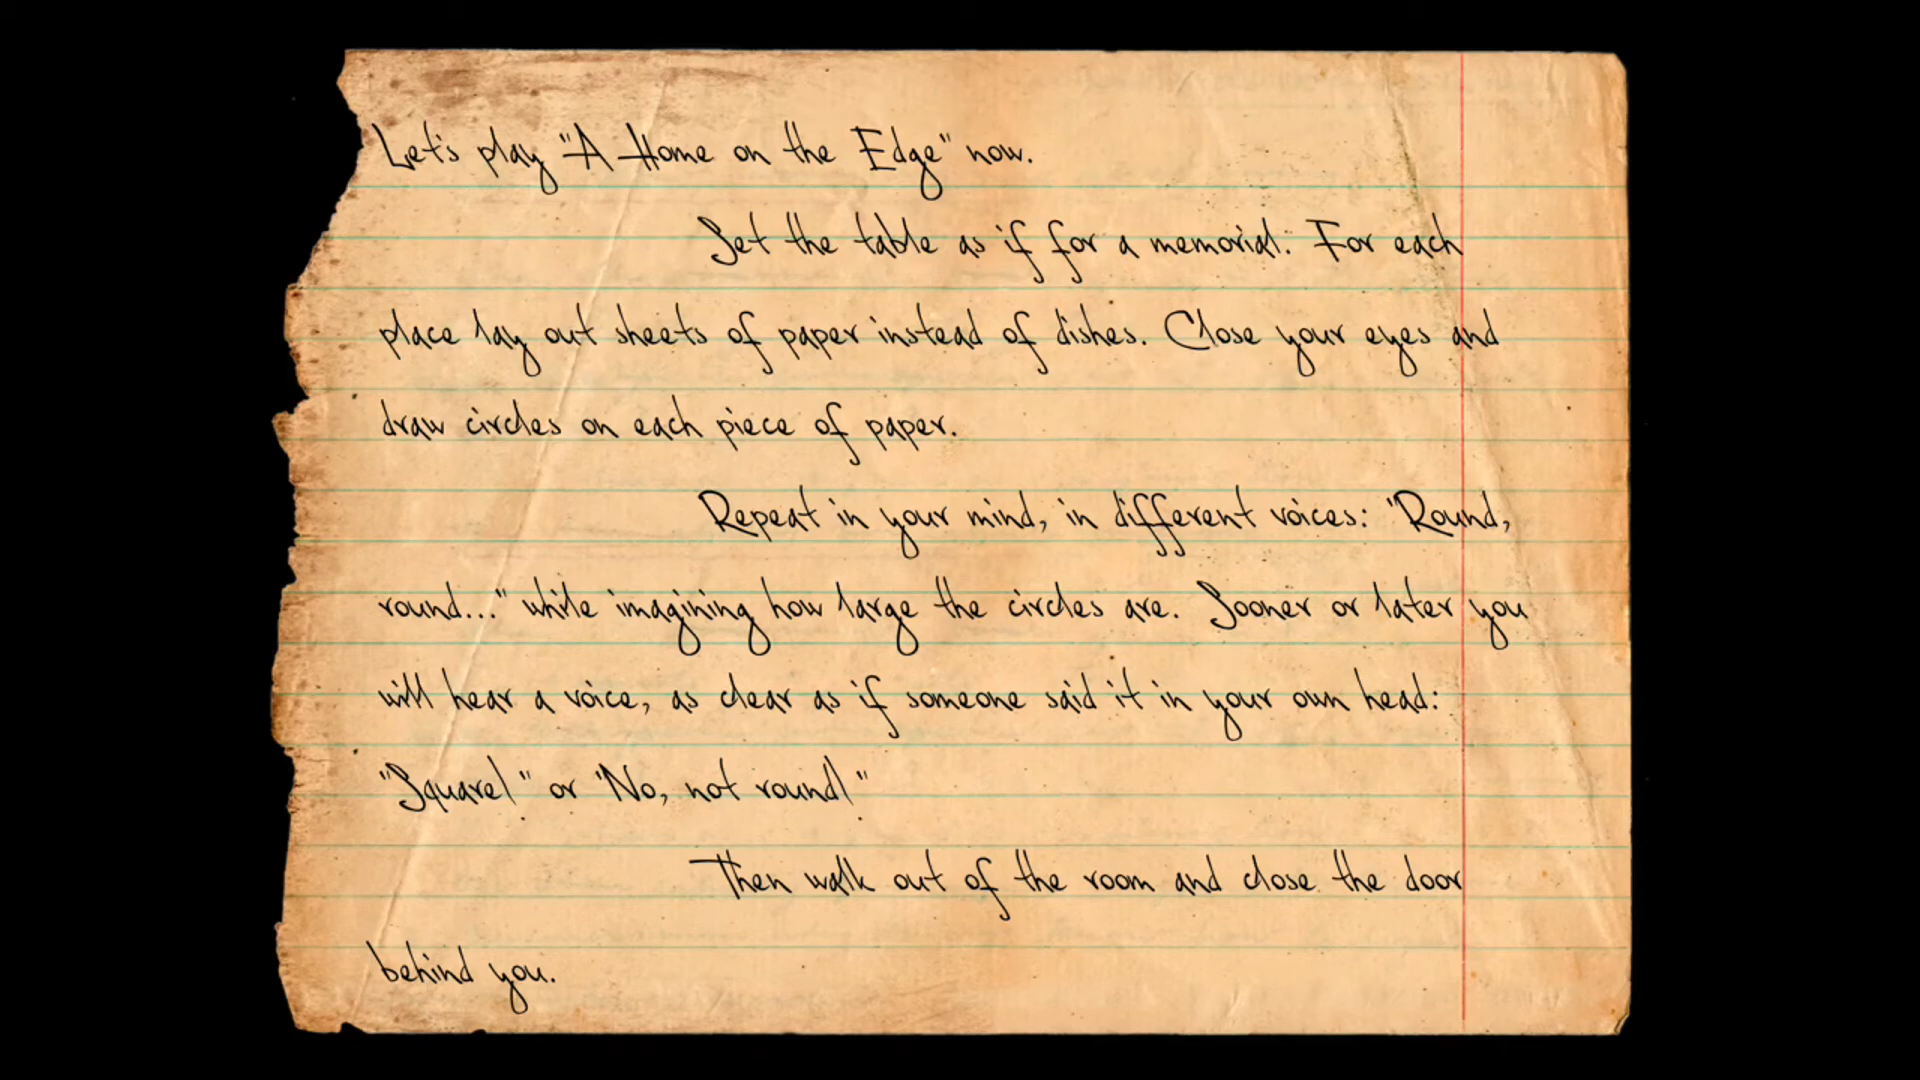 Let's play "A Home on the Edge" now.
Set the table as if for a memorial. For each
place lay out sheets of paper instead of dishes. Close your eyes and
draw circles on each piece of paper.
Repeat in your mind, in different voices: "Round,
round..." while imagining how large the circles are. Sooner or later you
will hear a voice, as clear as if someone said it in your own head:
"Square!" or "No, not round!"
Then walk out of the room and close the door
behind you.